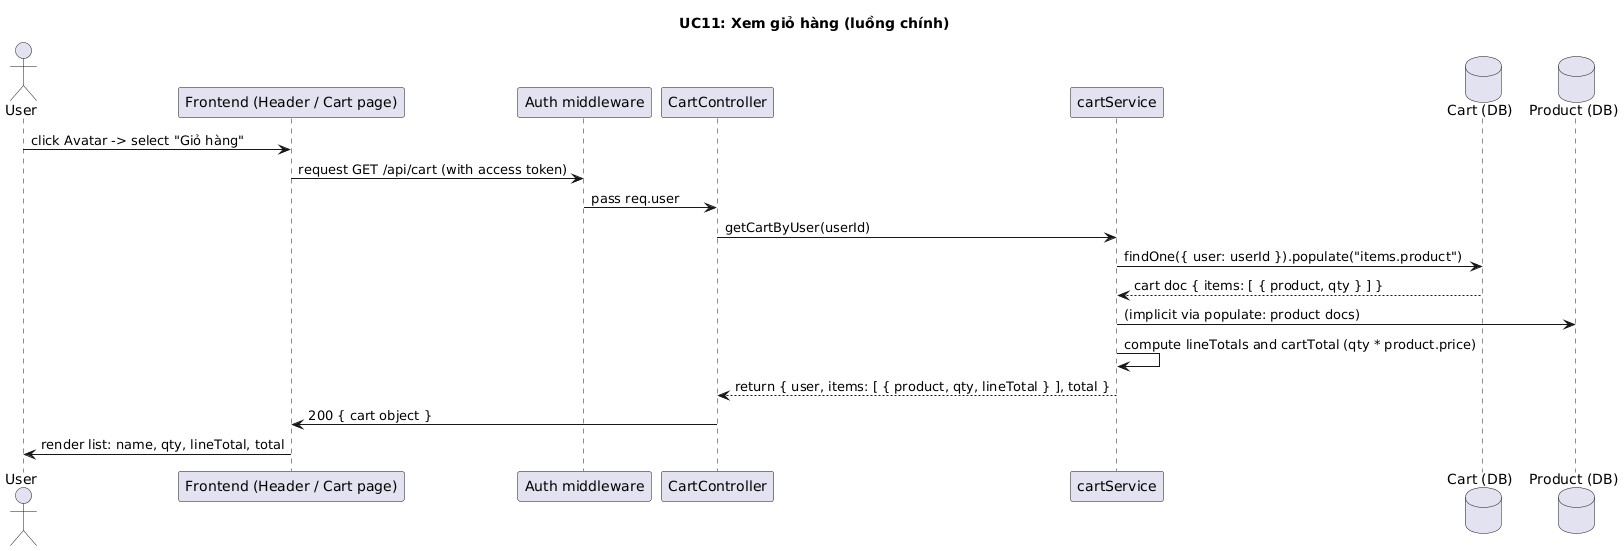 UC11: Xem giỏ hàng (luồng chính)
User
Frontend (Header / Cart page)
Auth middleware
CartController
cartService
Cart (DB)
Product (DB)
click Avatar -> select "Giỏ hàng"
request GET /api/cart (with access token)
pass req.user
getCartByUser(userId)
findOne({ user: userId }).populate("items.product")
cart doc { items: [ { product, qty } ] }
(implicit via populate: product docs)
compute lineTotals and cartTotal (qty * product.price)
return { user, items: [ { product, qty, lineTotal } ], total }
200 { cart object }
render list: name, qty, lineTotal, total
User
Frontend (Header / Cart page)
Auth middleware
CartController
cartService
Cart (DB)
Product (DB)